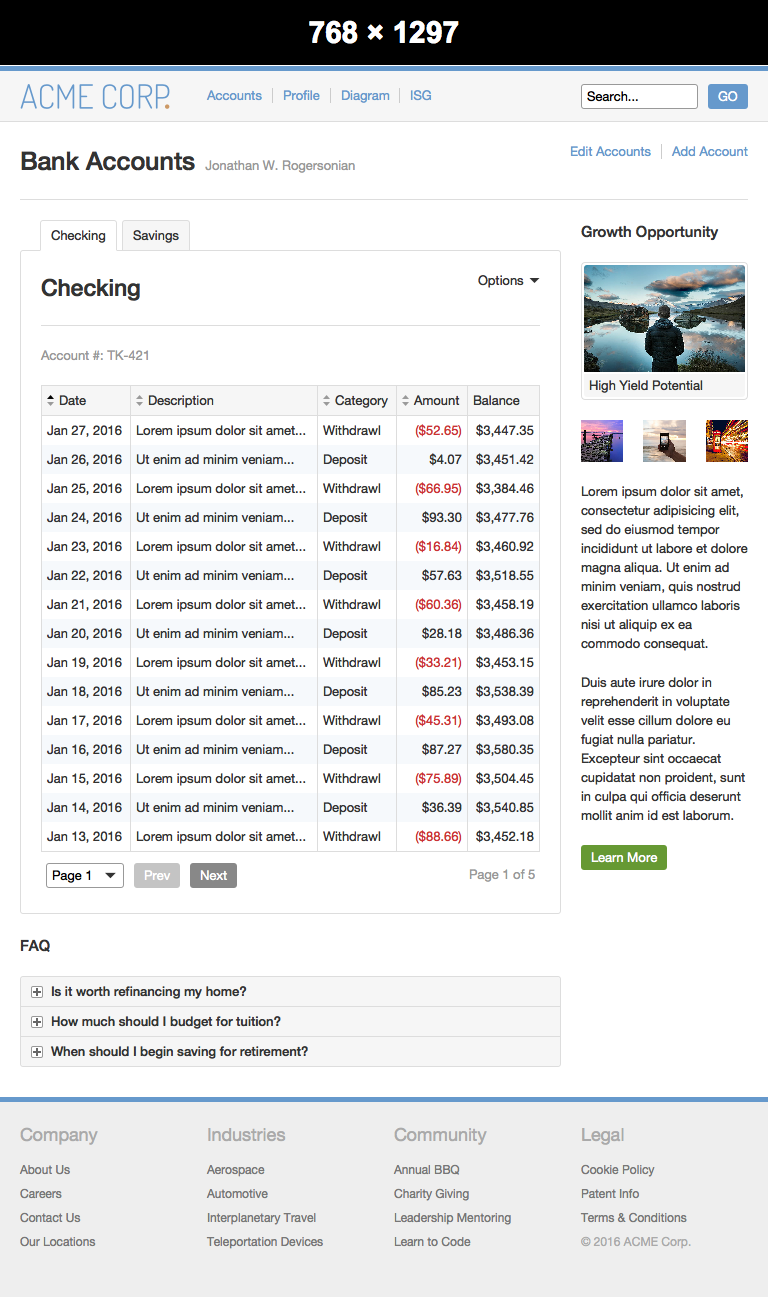 768 × 1297
ACME CORP.
Accounts Profile Diagram ISG
Search...
GO
Bank Accounts Jonathan W. Rogersonian
Edit Accounts Add Account
Checking Savings
Checking
Options
Account #: TK-421
Date Description Category Amount Balance
Jan 27, 2016 Lorem ipsum dolor sit amet... Withdrawl ($52.65) $3,447.35
Jan 26, 2016 Ut enim ad minim veniam... Deposit $4.07 $3,451.42
Jan 25, 2016 Lorem ipsum dolor sit amet... Withdrawl ($66.95) $3,384.46
Jan 24, 2016 Ut enim ad minim veniam... Deposit $93.30 $3,477.76
Jan 23, 2016 Lorem ipsum dolor sit amet... Withdrawl ($16.84) $3,460.92
Jan 22, 2016 Ut enim ad minim veniam... Deposit $57.63 $3,518.55
Jan 21, 2016 Lorem ipsum dolor sit amet... Withdrawl ($60.36) $3,458.19
Jan 20, 2016 Ut enim ad minim veniam... Deposit $28.18 $3,486.36
Jan 19, 2016 Lorem ipsum dolor sit amet... Withdrawl ($33.21) $3,453.15
Jan 18, 2016 Ut enim ad minim veniam... Deposit $85.23 $3,538.39
Jan 17, 2016 Lorem ipsum dolor sit amet... Withdrawl ($45.31) $3,493.08
Jan 16, 2016 Ut enim ad minim veniam... Deposit $87.27 $3,580.35
Jan 15, 2016 Lorem ipsum dolor sit amet... Withdrawl ($75.89) $3,504.45
Jan 14, 2016 Ut enim ad minim veniam... Deposit $36.39 $3,540.85
Jan 13, 2016 Lorem ipsum dolor sit amet... Withdrawl ($88.66) $3,452.18
Page 1 Prev Next Page 1 of 5
Growth Opportunity
High Yield Potential
Lorem ipsum dolor sit amet,
consectetur adipisicing elit,
sed do eiusmod tempor
incididunt ut labore et dolore
magna aliqua. Ut enim ad
minim veniam, quis nostrud
exercitation ullamco laboris
nisi ut aliquip ex ea
commodo consequat.
Duis aute irure dolor in
reprehenderit in voluptate
velit esse cillum dolore eu
fugiat nulla pariatur.
Excepteur sint occaecat
cupidatat non proident, sunt
in culpa qui officia deserunt
mollit anim id est laborum.
Learn More
FAQ
Is it worth refinancing my home?
How much should I budget for tuition?
When should I begin saving for retirement?
Company
About Us
Careers
Contact Us
Our Locations
Industries
Aerospace
Automotive
Interplanetary Travel
Teleportation Devices
Community
Annual BBQ
Charity Giving
Leadership Mentoring
Learn to Code
Legal
Cookie Policy
Patent Info
Terms & Conditions
© 2016 ACME Corp.